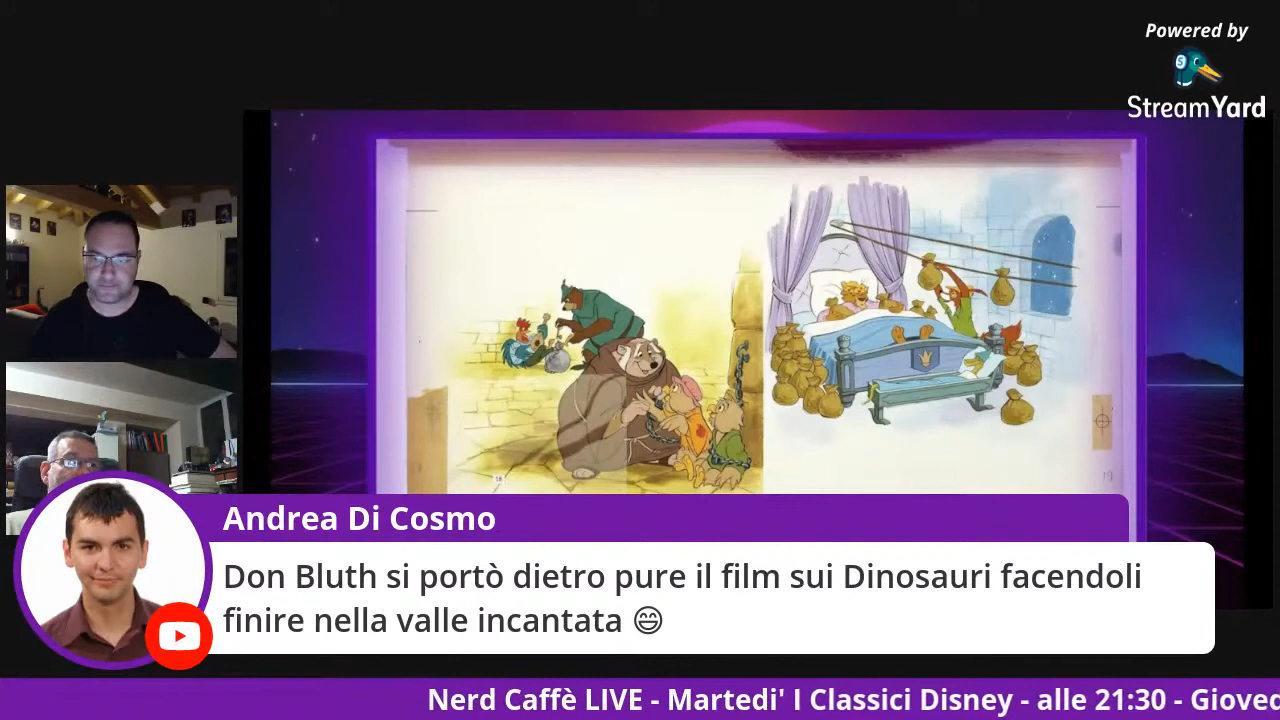 Powered by
StreamYard
Andrea Di Cosmo
Don Bluth si portò dietro pure il film sui Dinosauri facendoli
finire nella valle incantata 😄
Nerd Caffè LIVE - Martedi' I Classici Disney - alle 21:30 - Gioved